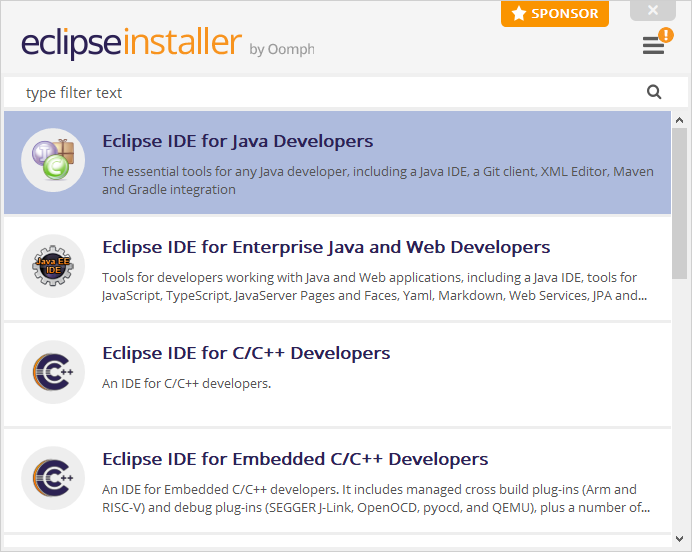 SPONSOR
eclipseinstaller by Oomph
!
type filter text
Eclipse IDE for Java Developers
The essential tools for any Java developer, including a Java IDE, a Git client, XML Editor, Maven
and Gradle integration
Java EE
IDE
Eclipse IDE for Enterprise Java and Web Developers
Tools for developers working with Java and Web applications, including a Java IDE, tools for
JavaScript, TypeScript, JavaServer Pages and Faces, Yaml, Markdown, Web Services, JPA and...
C
Eclipse IDE for C/C++ Developers
An IDE for C/C++ developers.
C
Eclipse IDE for Embedded C/C++ Developers
An IDE for Embedded C/C++ developers. It includes managed cross build plug-ins (Arm and
RISC-V) and debug plug-ins (SEGGER J-Link, OpenOCD, pyocd, and QEMU), plus a number of...